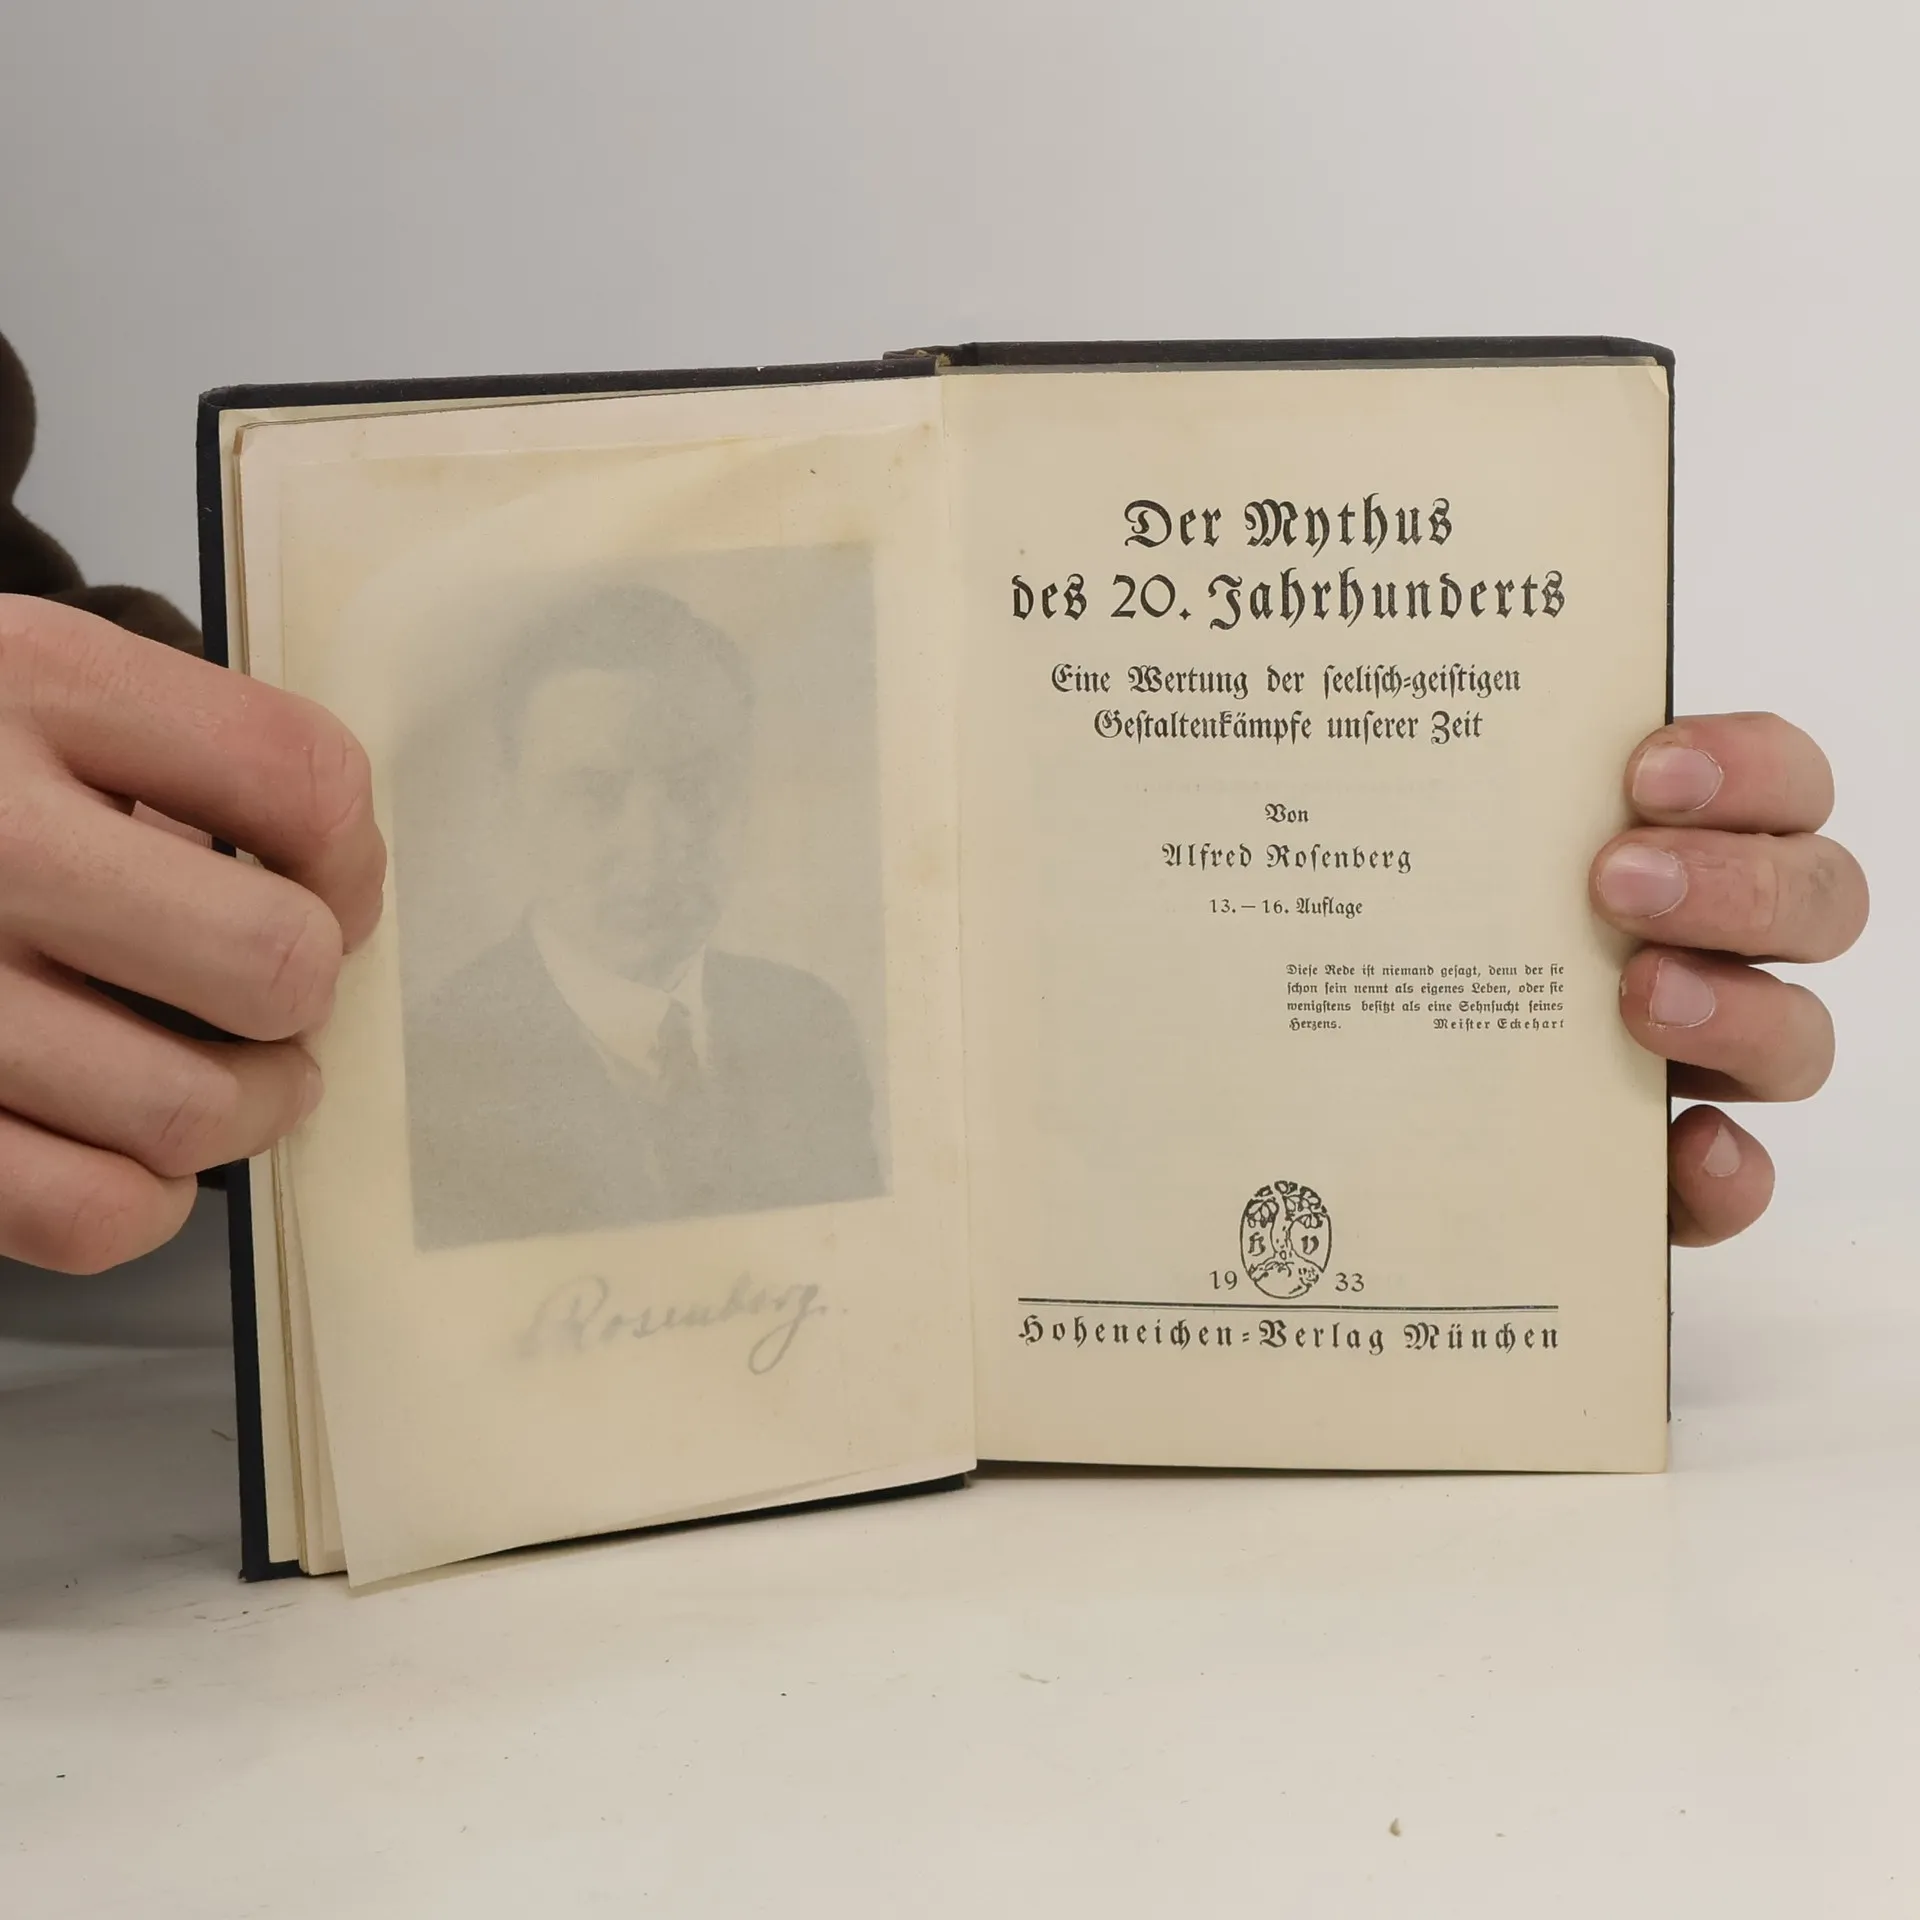 Rosenberg.
Der Mythus
des 20. Jahrhunderts
Eine Wertung der seelisch-geistigen
Gestaltenkämpfe unserer Zeit
Von
Alfred Rosenberg
13.—16. Auflage
Diese Rede ist niemand gesagt, denn der sie
schon sein nennt als eigenes Leben, oder sie
wenigstens besitzt als eine Sehnsucht seines
Herzens. Meister Eckehart
H V
19 33
Hoheneichen-Verlag München